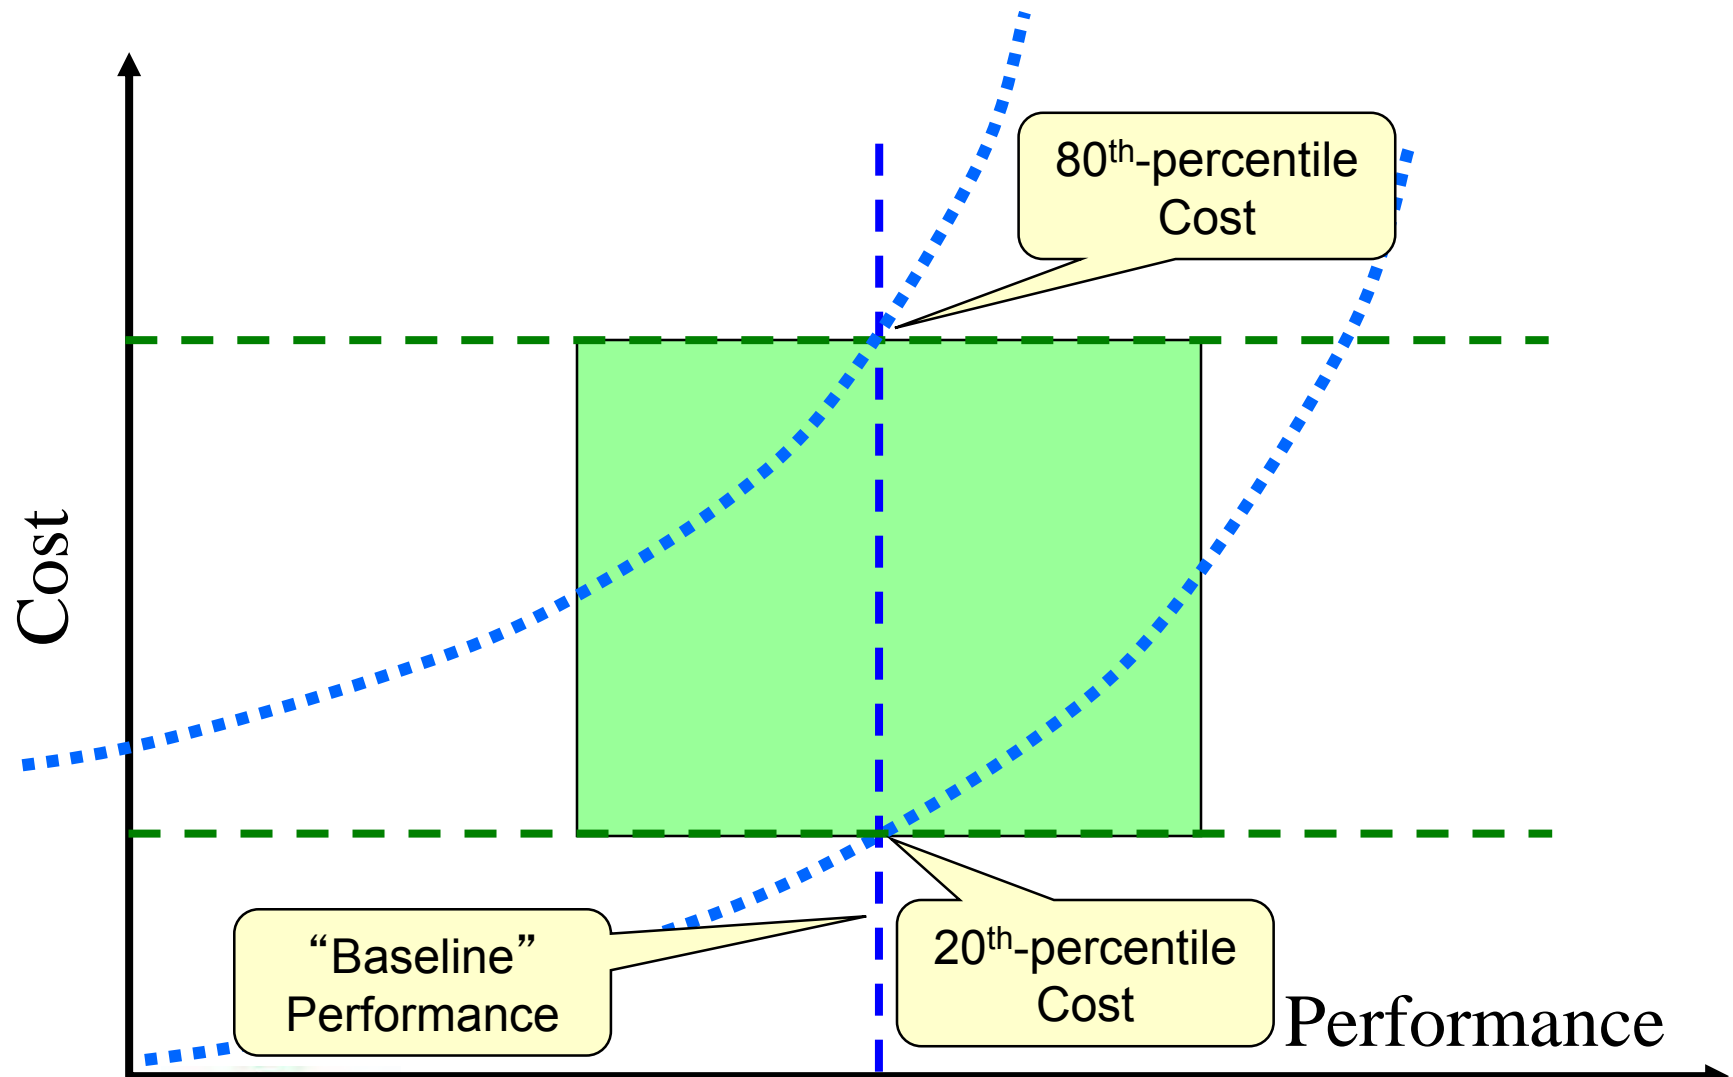 80th-percentile
Cost
Cost
“Baseline”
Performance
20th-percentile
Cost
Performance